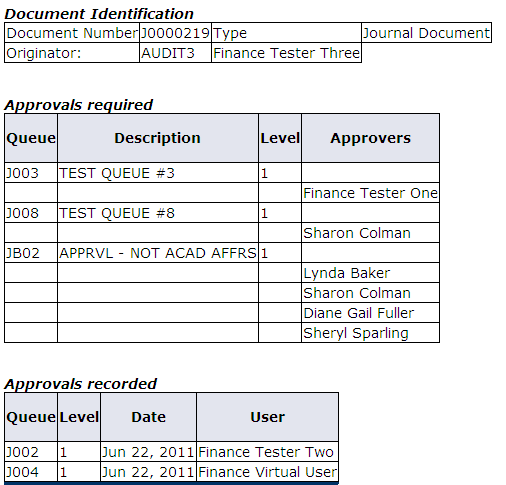 Document Identification
Document Number J0000219 Type Journal Document
Originator: AUDIT3 Finance Tester Three
Approvals required
Queue Description Level Approvers
J003 TEST QUEUE #3 1
Finance Tester One
J008 TEST QUEUE #8 1
Sharon Colman
JB02 APPRVL - NOT ACAD AFFRS 1
Lynda Baker
Sharon Colman
Diane Gail Fuller
Sheryl Sparling
Approvals recorded
Queue Level Date User
J002 1 Jun 22, 2011 Finance Tester Two
J004 1 Jun 22, 2011 Finance Virtual User